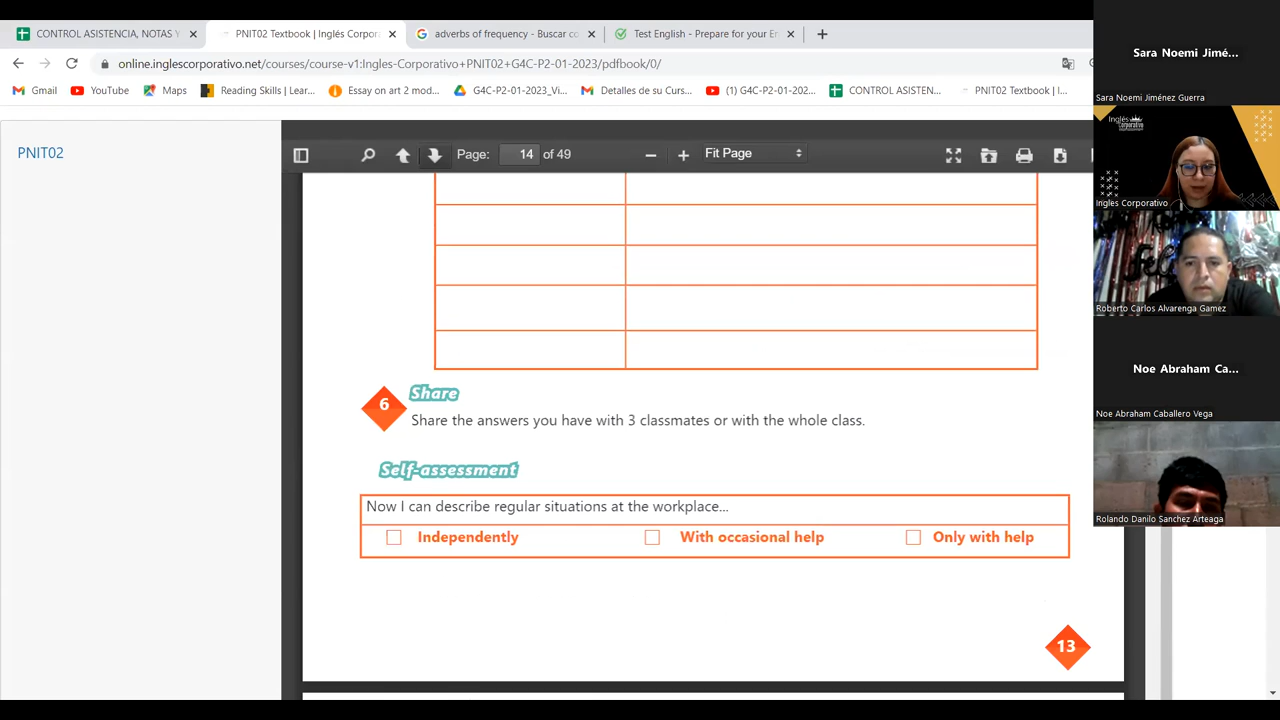 CONTROL ASISTENCIA, NOTAS Y
PNIT02 Textbook | Inglés Corpora
adverbs of frequency - Buscar co
Test English - Prepare for your En
online.inglescorporativo.net/courses/course-v1:Ingles-Corporativo+PNIT02+G4C-P2-01-2023/pdfbook/0/
Gmail
YouTube
Maps
Reading Skills | Lear...
Essay on art 2 mod...
G4C-P2-01-2023_Vi...
Detalles de su Curs...
(1) G4C-P2-01-202...
CONTROL ASISTEN...
PNIT02 Textbook | I...
PNIT02
Page:
14
of 49
Fit Page
6
Share
Share the answers you have with 3 classmates or with the whole class.
Self-assessment
Now I can describe regular situations at the workplace...
Independently
With occasional help
Only with help
13
Sara Noemi Jimé...
Sara Noemi Jiménez Guerra
Inglés
Corporativo
Ingles Corporativo
Roberto Carlos Alvarenga Gamez
Noe Abraham Ca...
Noe Abraham Caballero Vega
Rolando Danilo Sanchez Arteaga